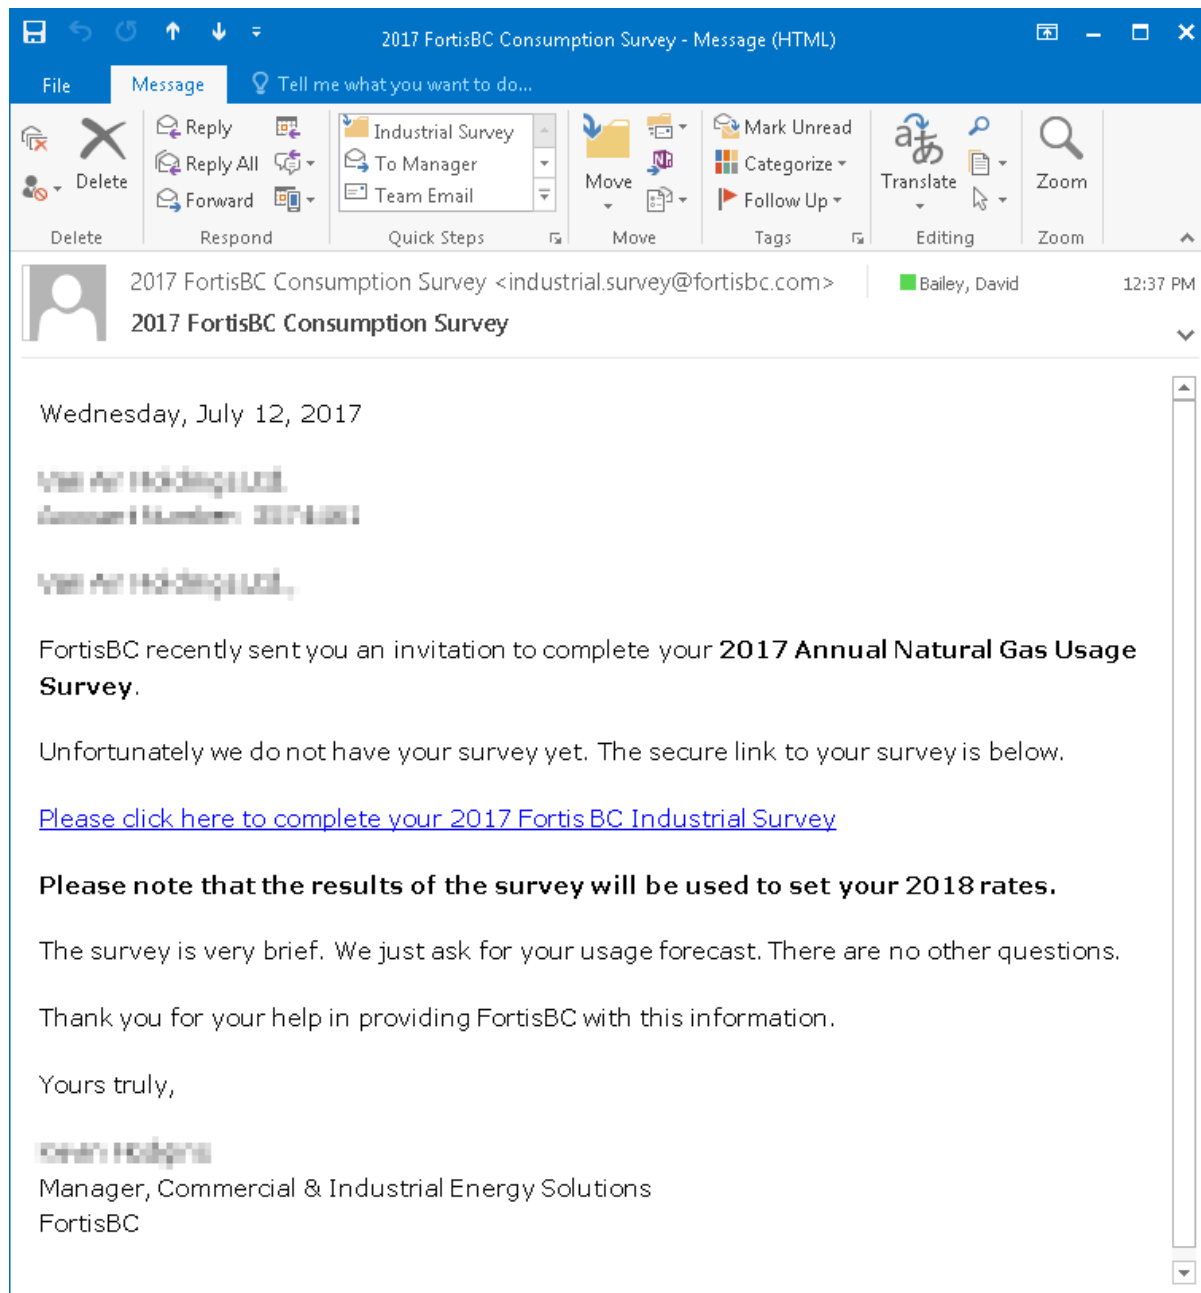 2017 FortisBC Consumption Survey - Message (HTML)
File Message Tell me what you want to do...
Delete
Reply
Reply All
Forward
Industrial Survey
To Manager
Team Email
Move
Mark Unread
Categorize
Follow Up
Translate
Zoom
Delete Respond Quick Steps Move Tags Editing Zoom
2017 FortisBC Consumption Survey <industrial.survey@fortisbc.com> Bailey, David 12:37 PM
2017 FortisBC Consumption Survey
Wednesday, July 12, 2017
FortisBC recently sent you an invitation to complete your 2017 Annual Natural Gas Usage
Survey.
Unfortunately we do not have your survey yet. The secure link to your survey is below.
Please click here to complete your 2017 Fortis BC Industrial Survey
Please note that the results of the survey will be used to set your 2018 rates.
The survey is very brief. We just ask for your usage forecast. There are no other questions.
Thank you for your help in providing FortisBC with this information.
Yours truly,
Manager, Commercial & Industrial Energy Solutions
FortisBC